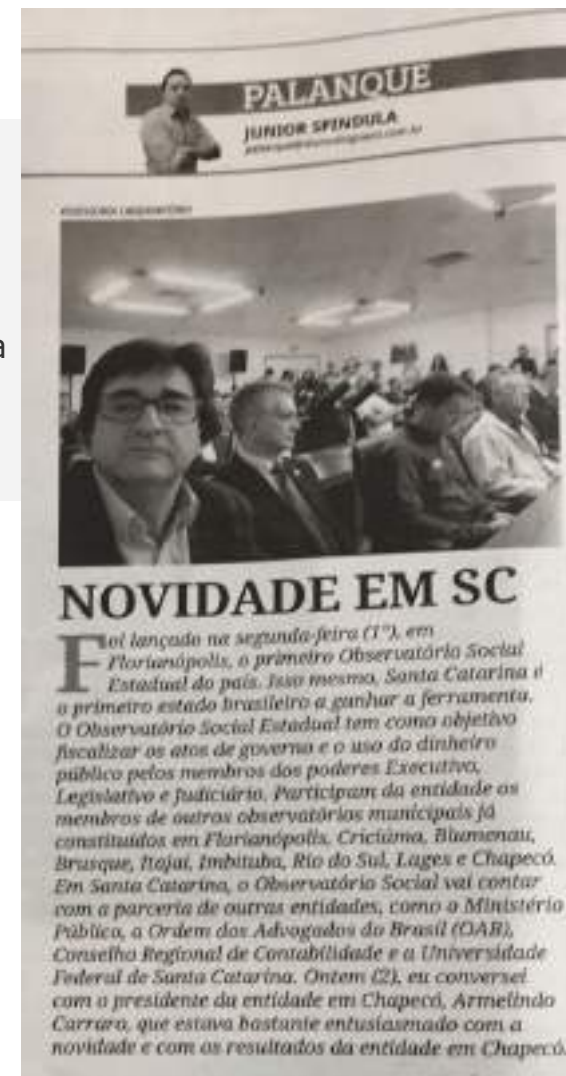 PALANQUE
JUNIOR SPINDULA
NOVIDADE EM SC
Foi lançado na segunda-feira (1º), em
Florianópolis, o primeiro Observatório Social
Estadual do país. Isso mesmo, Santa Catarina é
o primeiro estado brasileiro a ganhar a ferramenta.
O Observatório Social Estadual tem como objetivo
fiscalizar os atos de governo e o uso do dinheiro
público pelos membros dos poderes Executivo,
Legislativo e Judiciário. Participam da entidade os
membros de outros observatórios municipais já
constituídos em Florianópolis, Criciúma, Blumenau,
Brusque, Itajaí, Imbituba, Rio do Sul, Lages e Chapecó.
Em Santa Catarina, o Observatório Social vai contar
com a parceria de outras entidades, como o Ministério
Público, a Ordem dos Advogados do Brasil (OAB),
Conselho Regional de Contabilidade e a Universidade
Federal de Santa Catarina. Ontem (2), eu conversei
com o presidente da entidade em Chapecó, Armelindo
Carraro, que estava bastante entusiasmado com a
novidade e com os resultados da entidade em Chapecó.
a